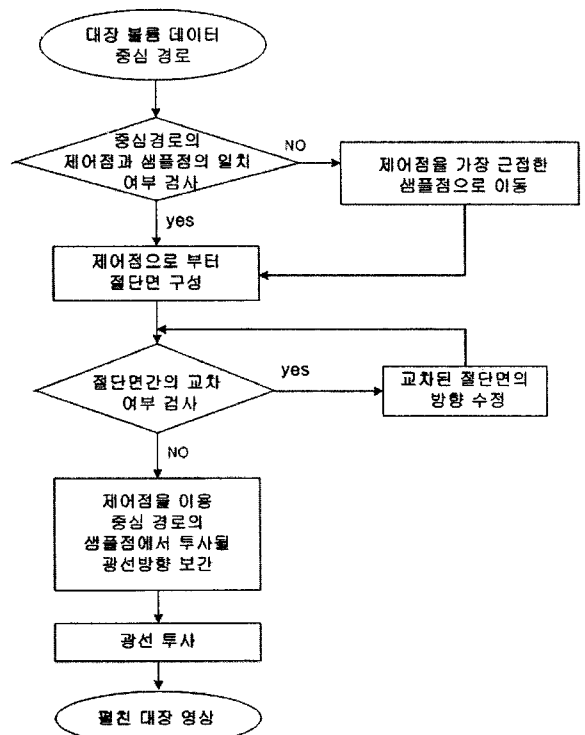 대장 볼륨 데이터
중심 경로
중심경로의
제어점과 샘플점의 일치
여부 검사
NO
제어점을 가장 근접한
샘플점으로 이동
yes
제어점으로 부터
절단면 구성
절단면간의 교차
여부 검사
yes
교차된 절단면의
방향 수정
NO
제어점을 이용
중심 경로의
샘플점에서 투사될
광선방향 보간
광선 투사
펼친 대장 영상